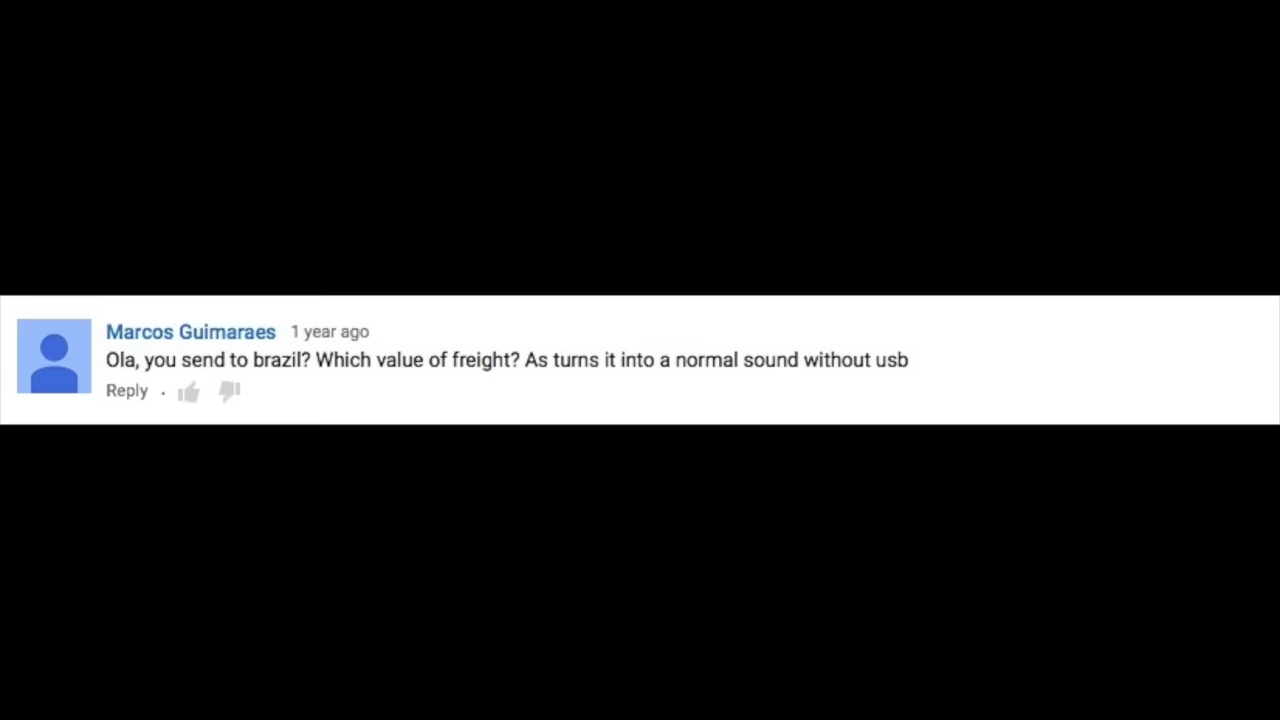 Marcos Guimaraes 1 year ago
Ola, you send to brazil? Which value of freight? As turns it into a normal sound without usb
Reply ·